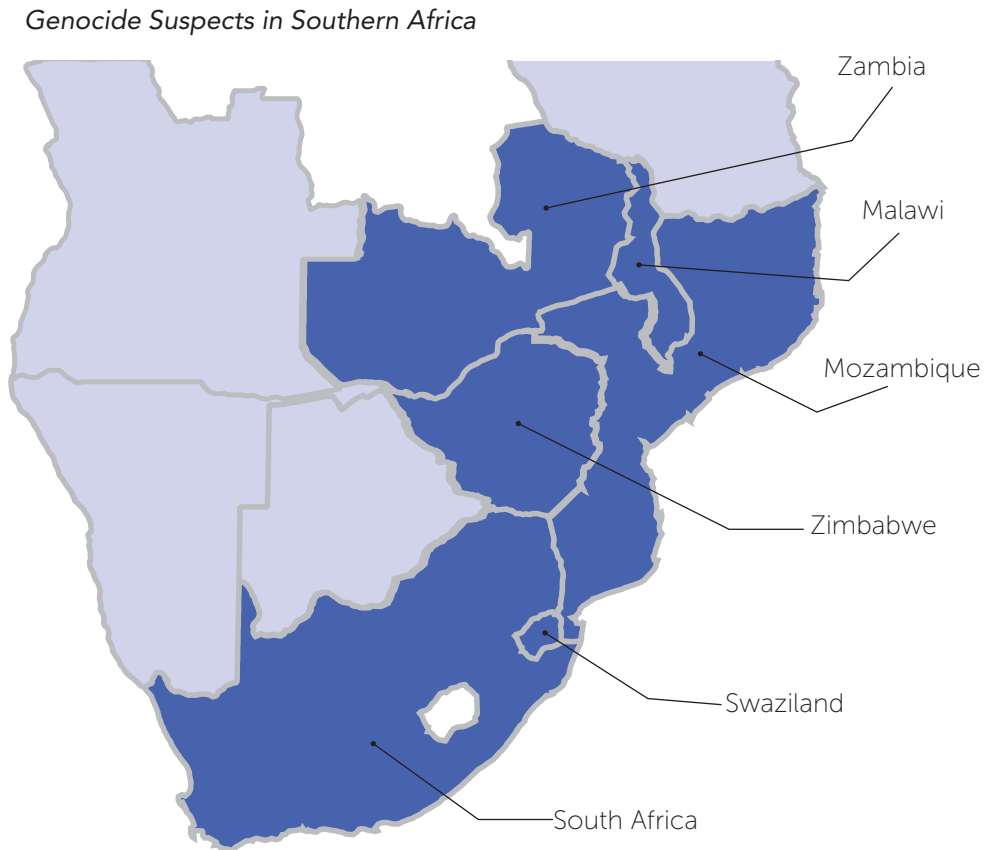 Genocide Suspects in Southern Africa
Zambia
Malawi
Mozambique
Zimbabwe
Swaziland
South Africa